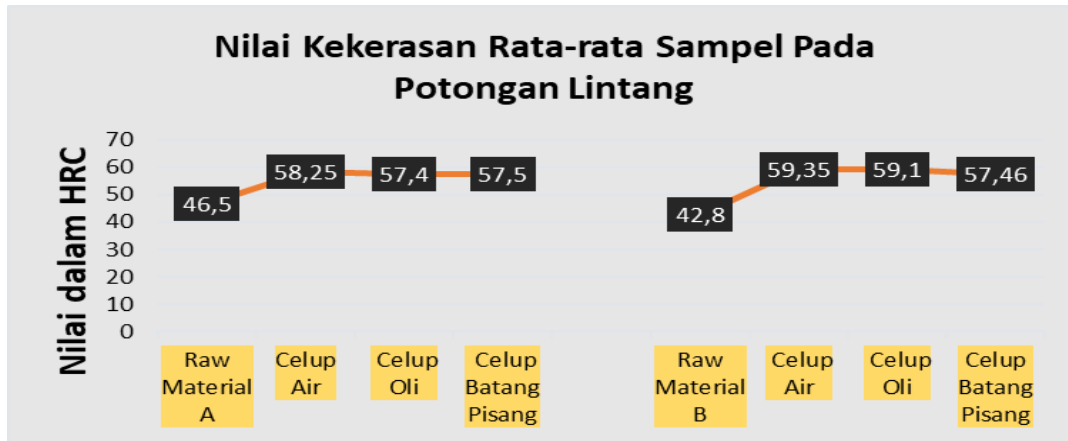 Nilai Kekerasan Rata-rata Sampel Pada
Potongan Lintang
Nilai dalam HRC
70
60
50
40
30
20
10
0
46,5
58,25
57,4
57,5
42,8
59,35
59,1
57,46
Raw
Material
A
Celup
Air
Celup
Oli
Celup
Batang
Pisang
Raw
Material
B
Celup
Air
Celup
Oli
Celup
Batang
Pisang